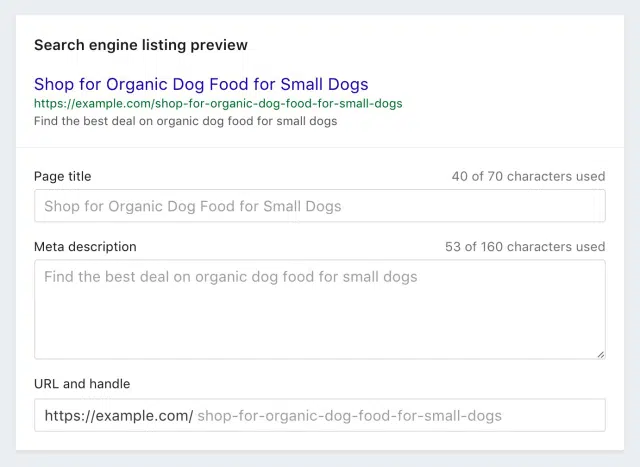 Search engine listing preview
Shop for Organic Dog Food for Small Dogs
https://example.com/shop-for-organic-dog-food-for-small-dogs
Find the best deal on organic dog food for small dogs
Page title
40 of 70 characters used
Shop for Organic Dog Food for Small Dogs
Meta description
53 of 160 characters used
Find the best deal on organic dog food for small dogs
URL and handle
https://example.com/ shop-for-organic-dog-food-for-small-dogs